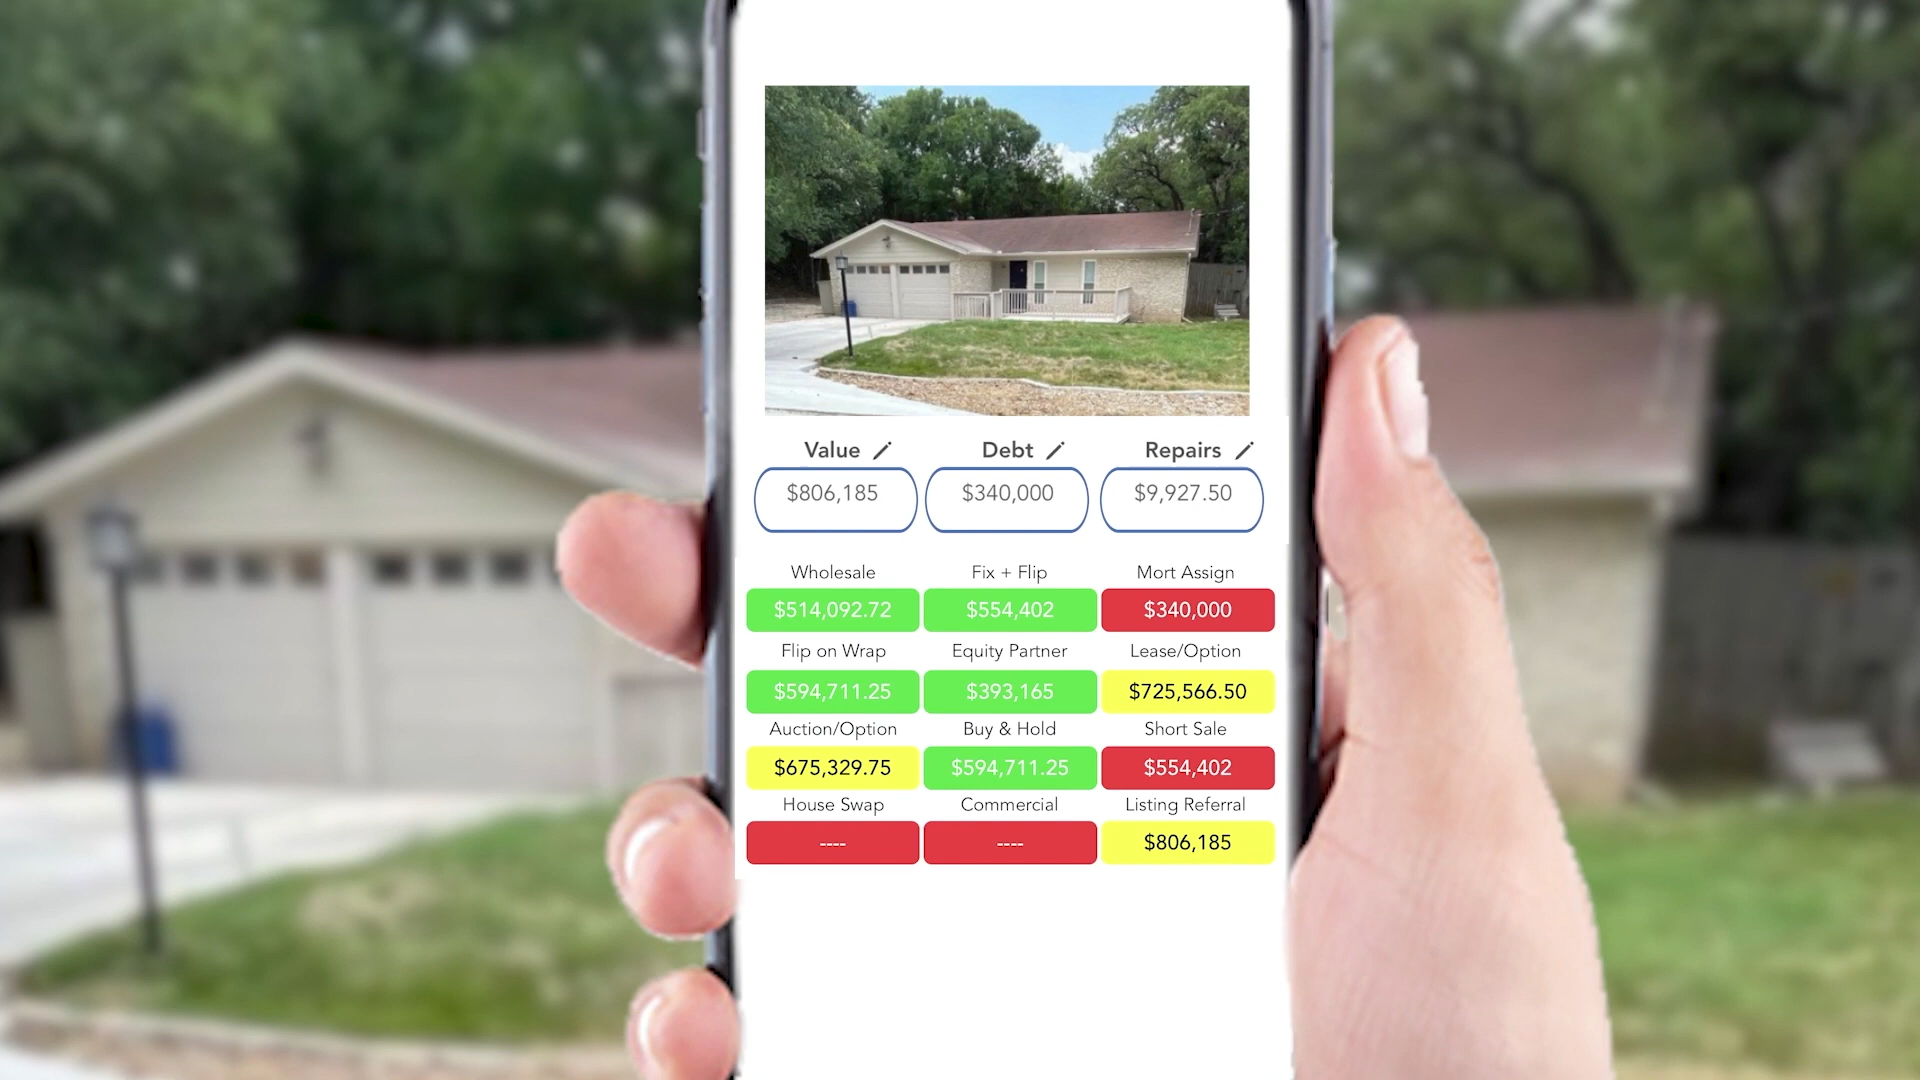 Value Debt Repairs
$806,185 $340,000 $9,927.50
Wholesale Fix + Flip Mort Assign
$514,092.72 $554,402 $340,000
Flip on Wrap Equity Partner Lease/Option
$594,711.25 $393,165 $725,566.50
Auction/Option Buy & Hold Short Sale
$675,329.75 $594,711.25 $554,402
House Swap Commercial Listing Referral
---- ---- $806,185